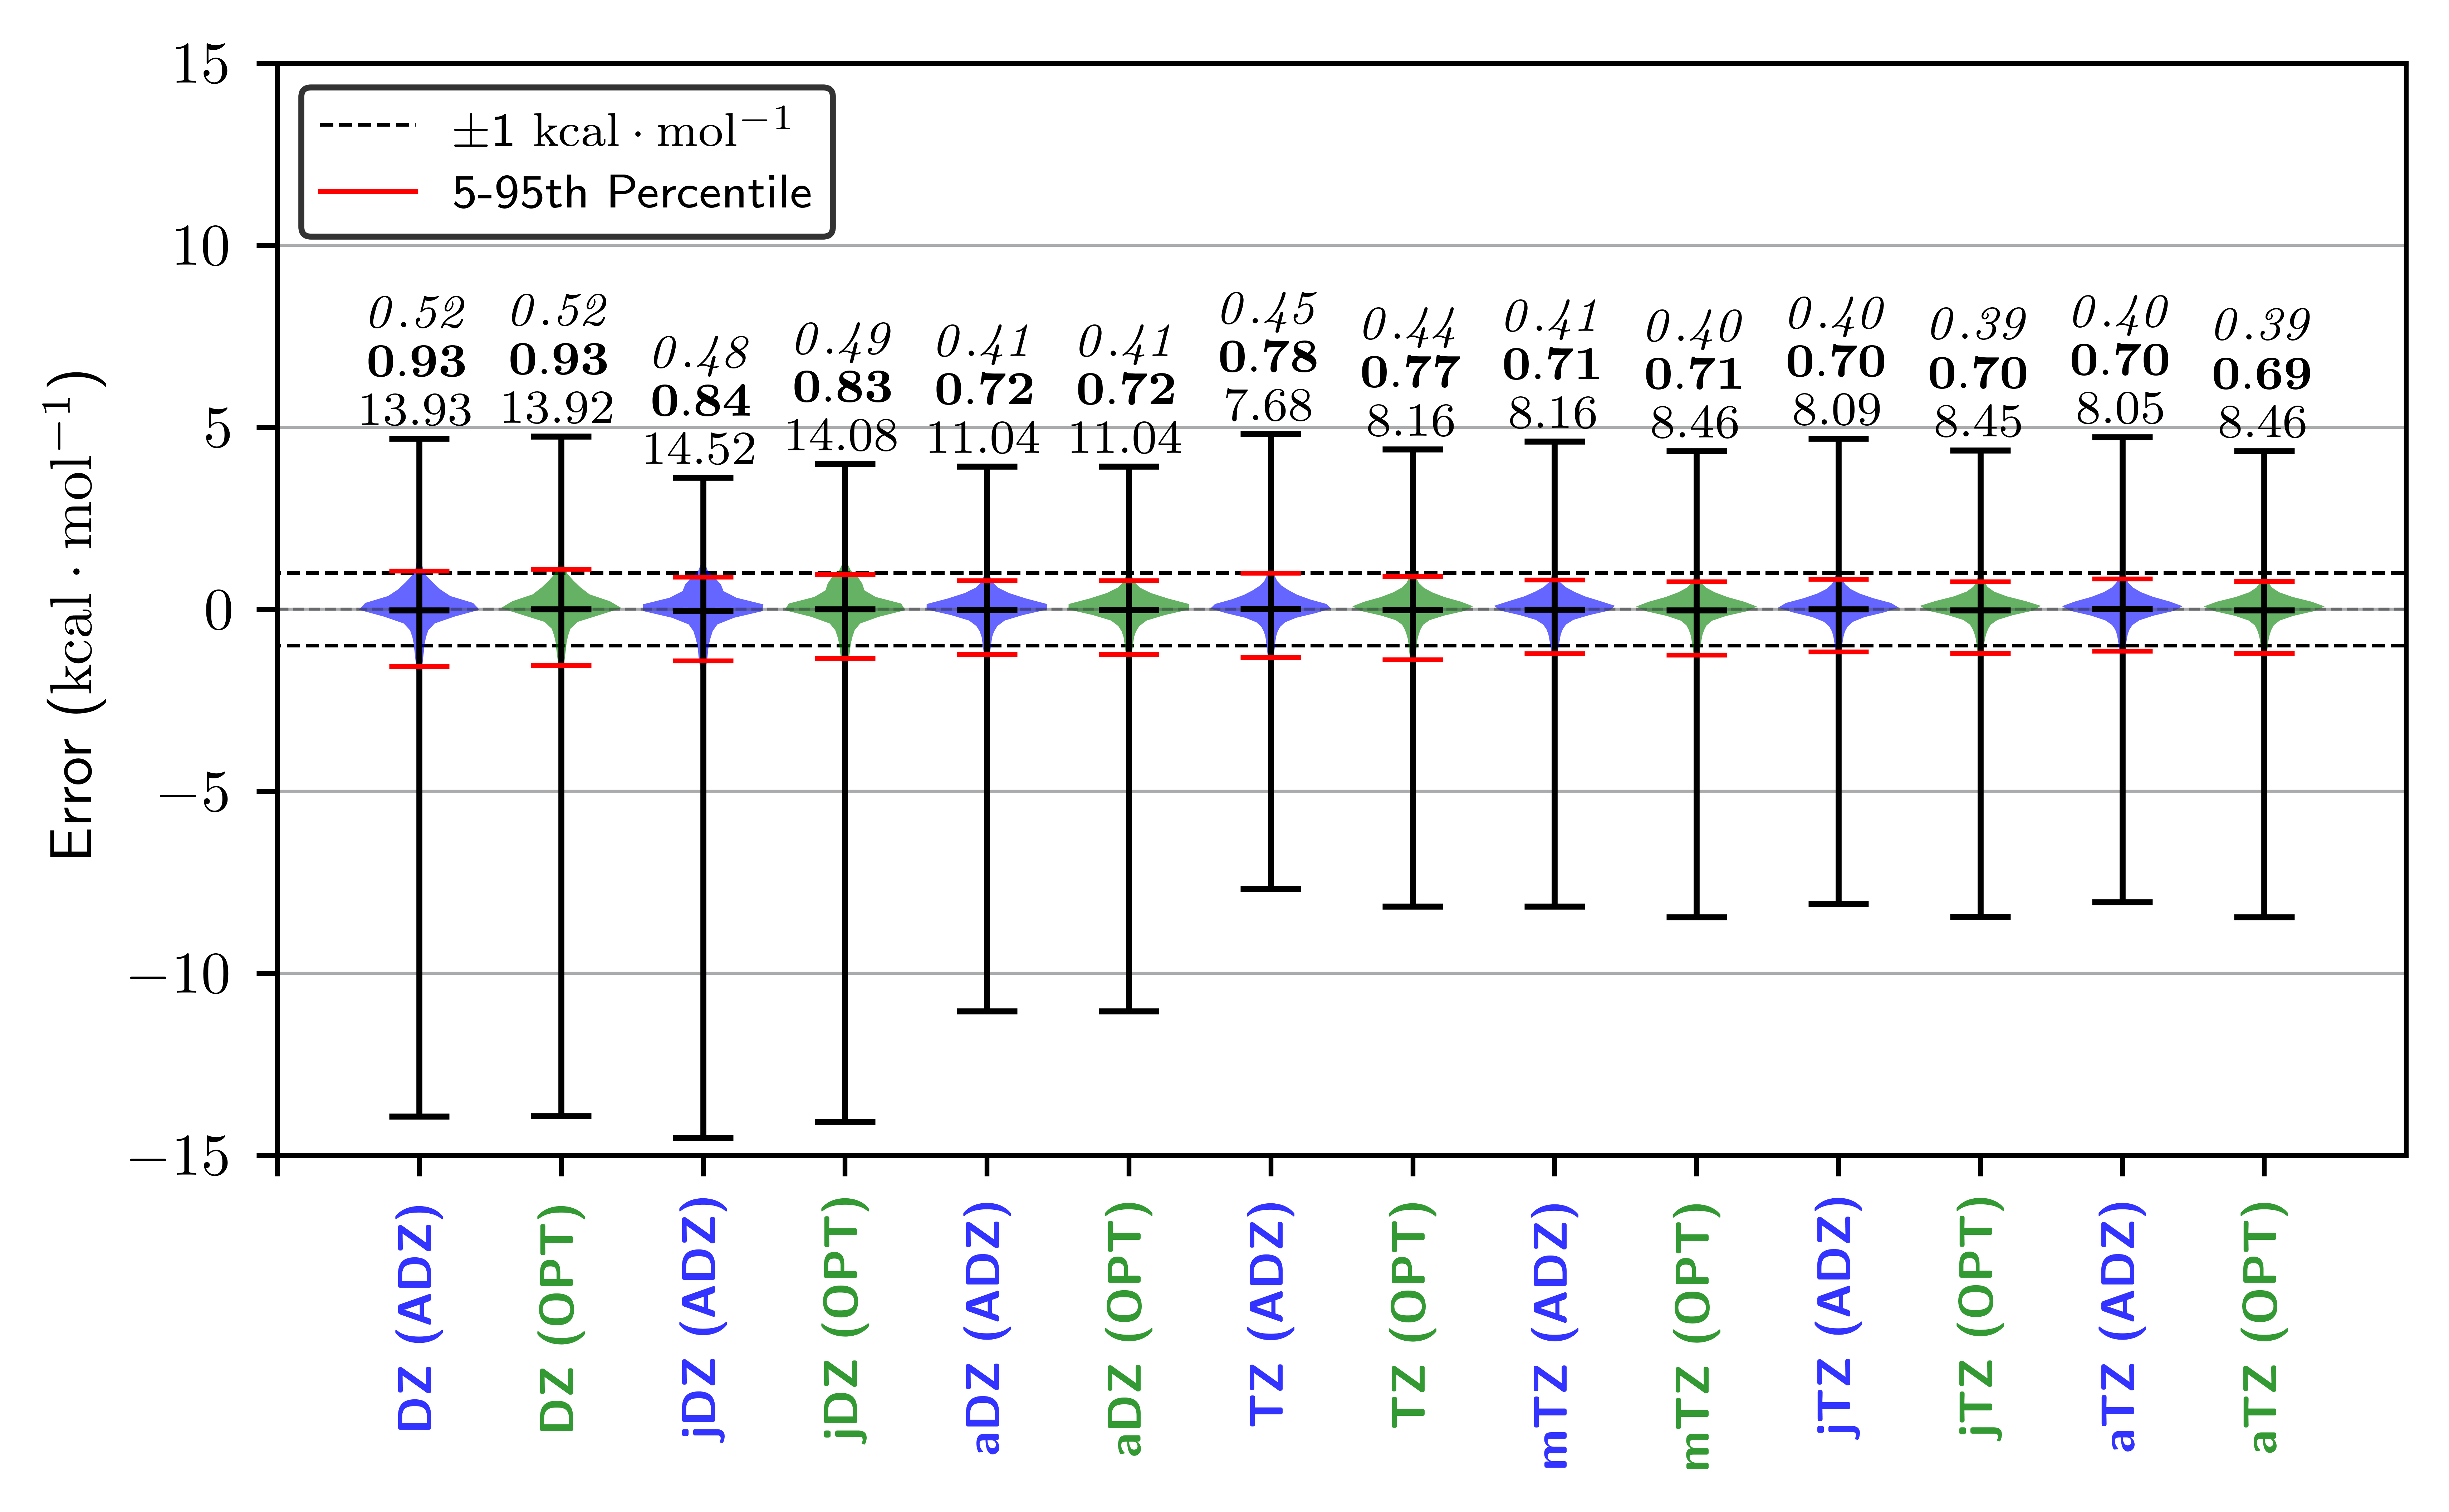 15
10
5
0
−5
−10
−15
Error (kcal · mol⁻¹)
±1 kcal · mol⁻¹
5-95th Percentile
0.52 0.52 0.48 0.49 0.41 0.41 0.45 0.44 0.41 0.40 0.40 0.39 0.40 0.39
0.93 0.93 0.84 0.83 0.72 0.72 0.78 0.77 0.71 0.71 0.70 0.70 0.70 0.69
13.93 13.92 14.52 14.08 11.04 11.04 7.68 8.16 8.16 8.46 8.09 8.45 8.05 8.46
DZ (ADZ)
DZ (OPT)
jDZ (ADZ)
jDZ (OPT)
aDZ (ADZ)
aDZ (OPT)
TZ (ADZ)
TZ (OPT)
mTZ (ADZ)
mTZ (OPT)
jTZ (ADZ)
jTZ (OPT)
aTZ (ADZ)
aTZ (OPT)